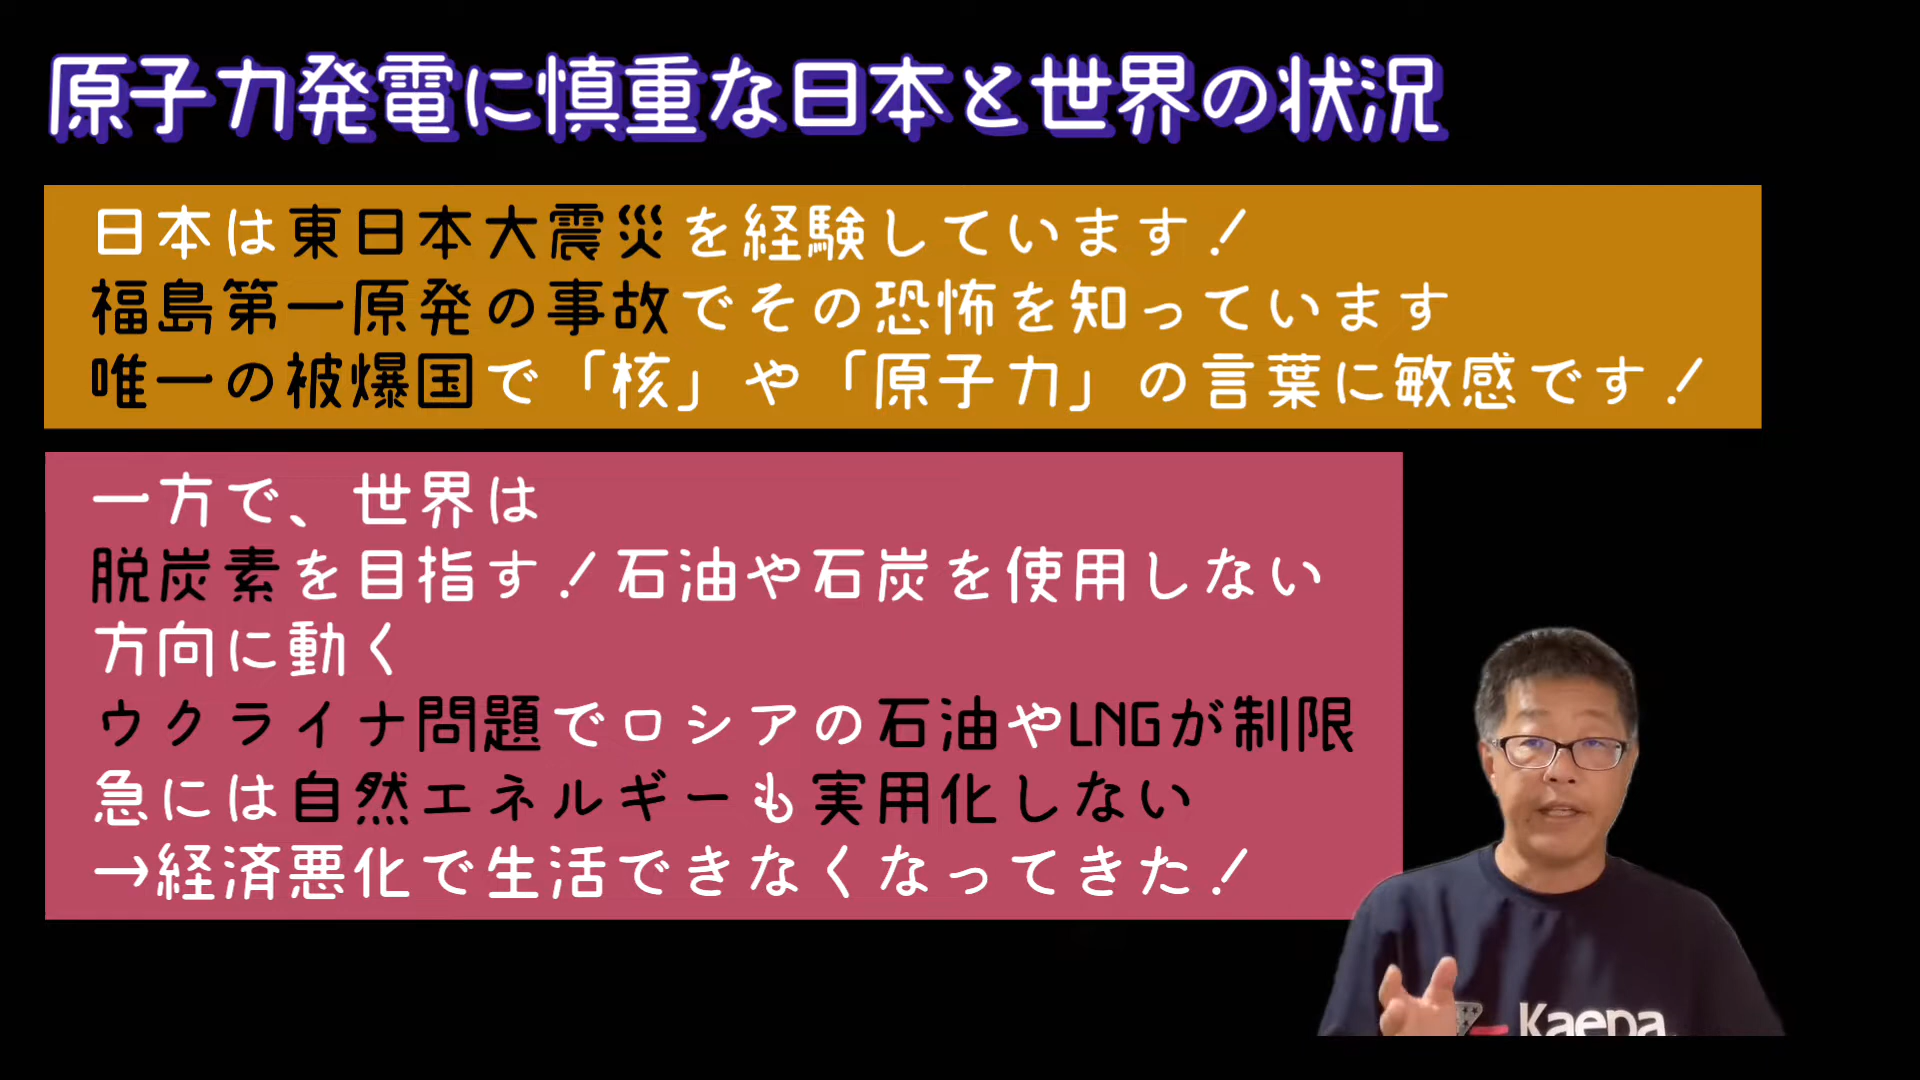 原子力発電に慎重な日本と世界の状況
日本は東日本大震災を経験しています！
福島第一原発の事故でその恐怖を知っています
唯一の被爆国で「核」や「原子力」の言葉に敏感です！
一方で、世界は
脱炭素を目指す！石油や石炭を使用しない
方向に動く
ウクライナ問題でロシアの石油やLNGが制限
急には自然エネルギーも実用化しない
→経済悪化で生活できなくなってきた！
Kaepa